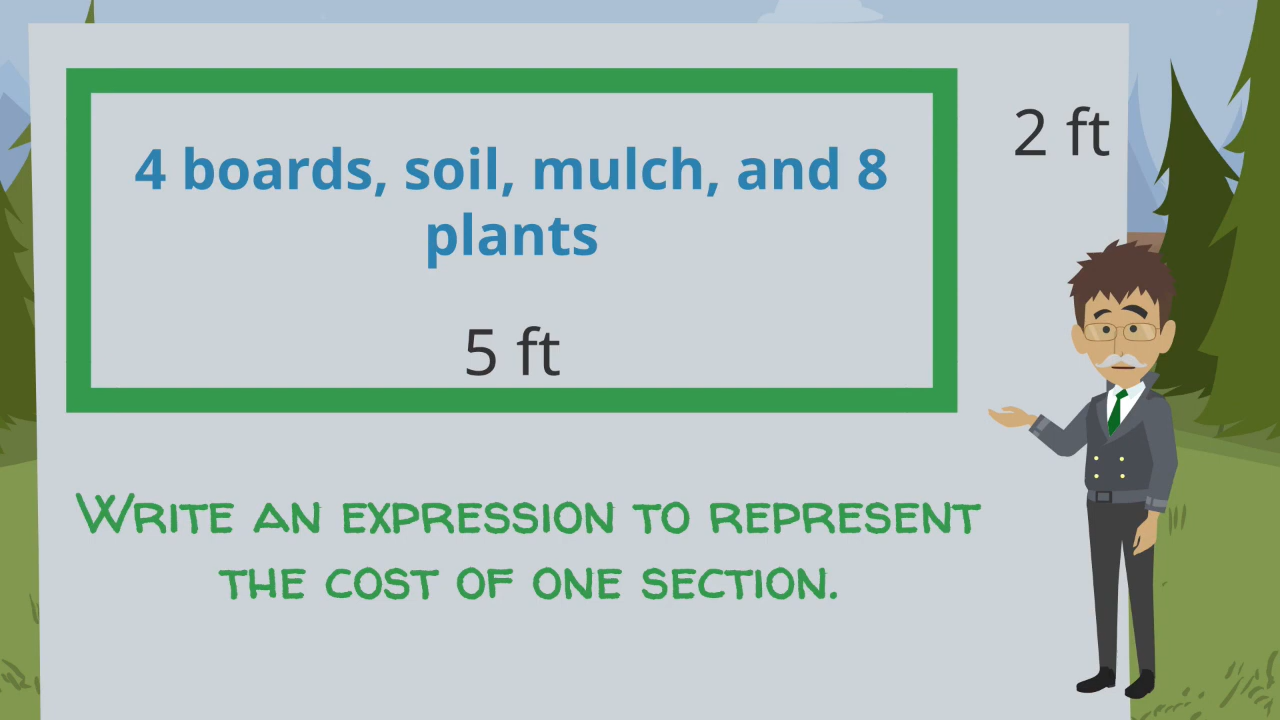 4 boards, soil, mulch, and 8
plants
2 ft
5 ft
WRITE AN EXPRESSION TO REPRESENT
THE COST OF ONE SECTION.